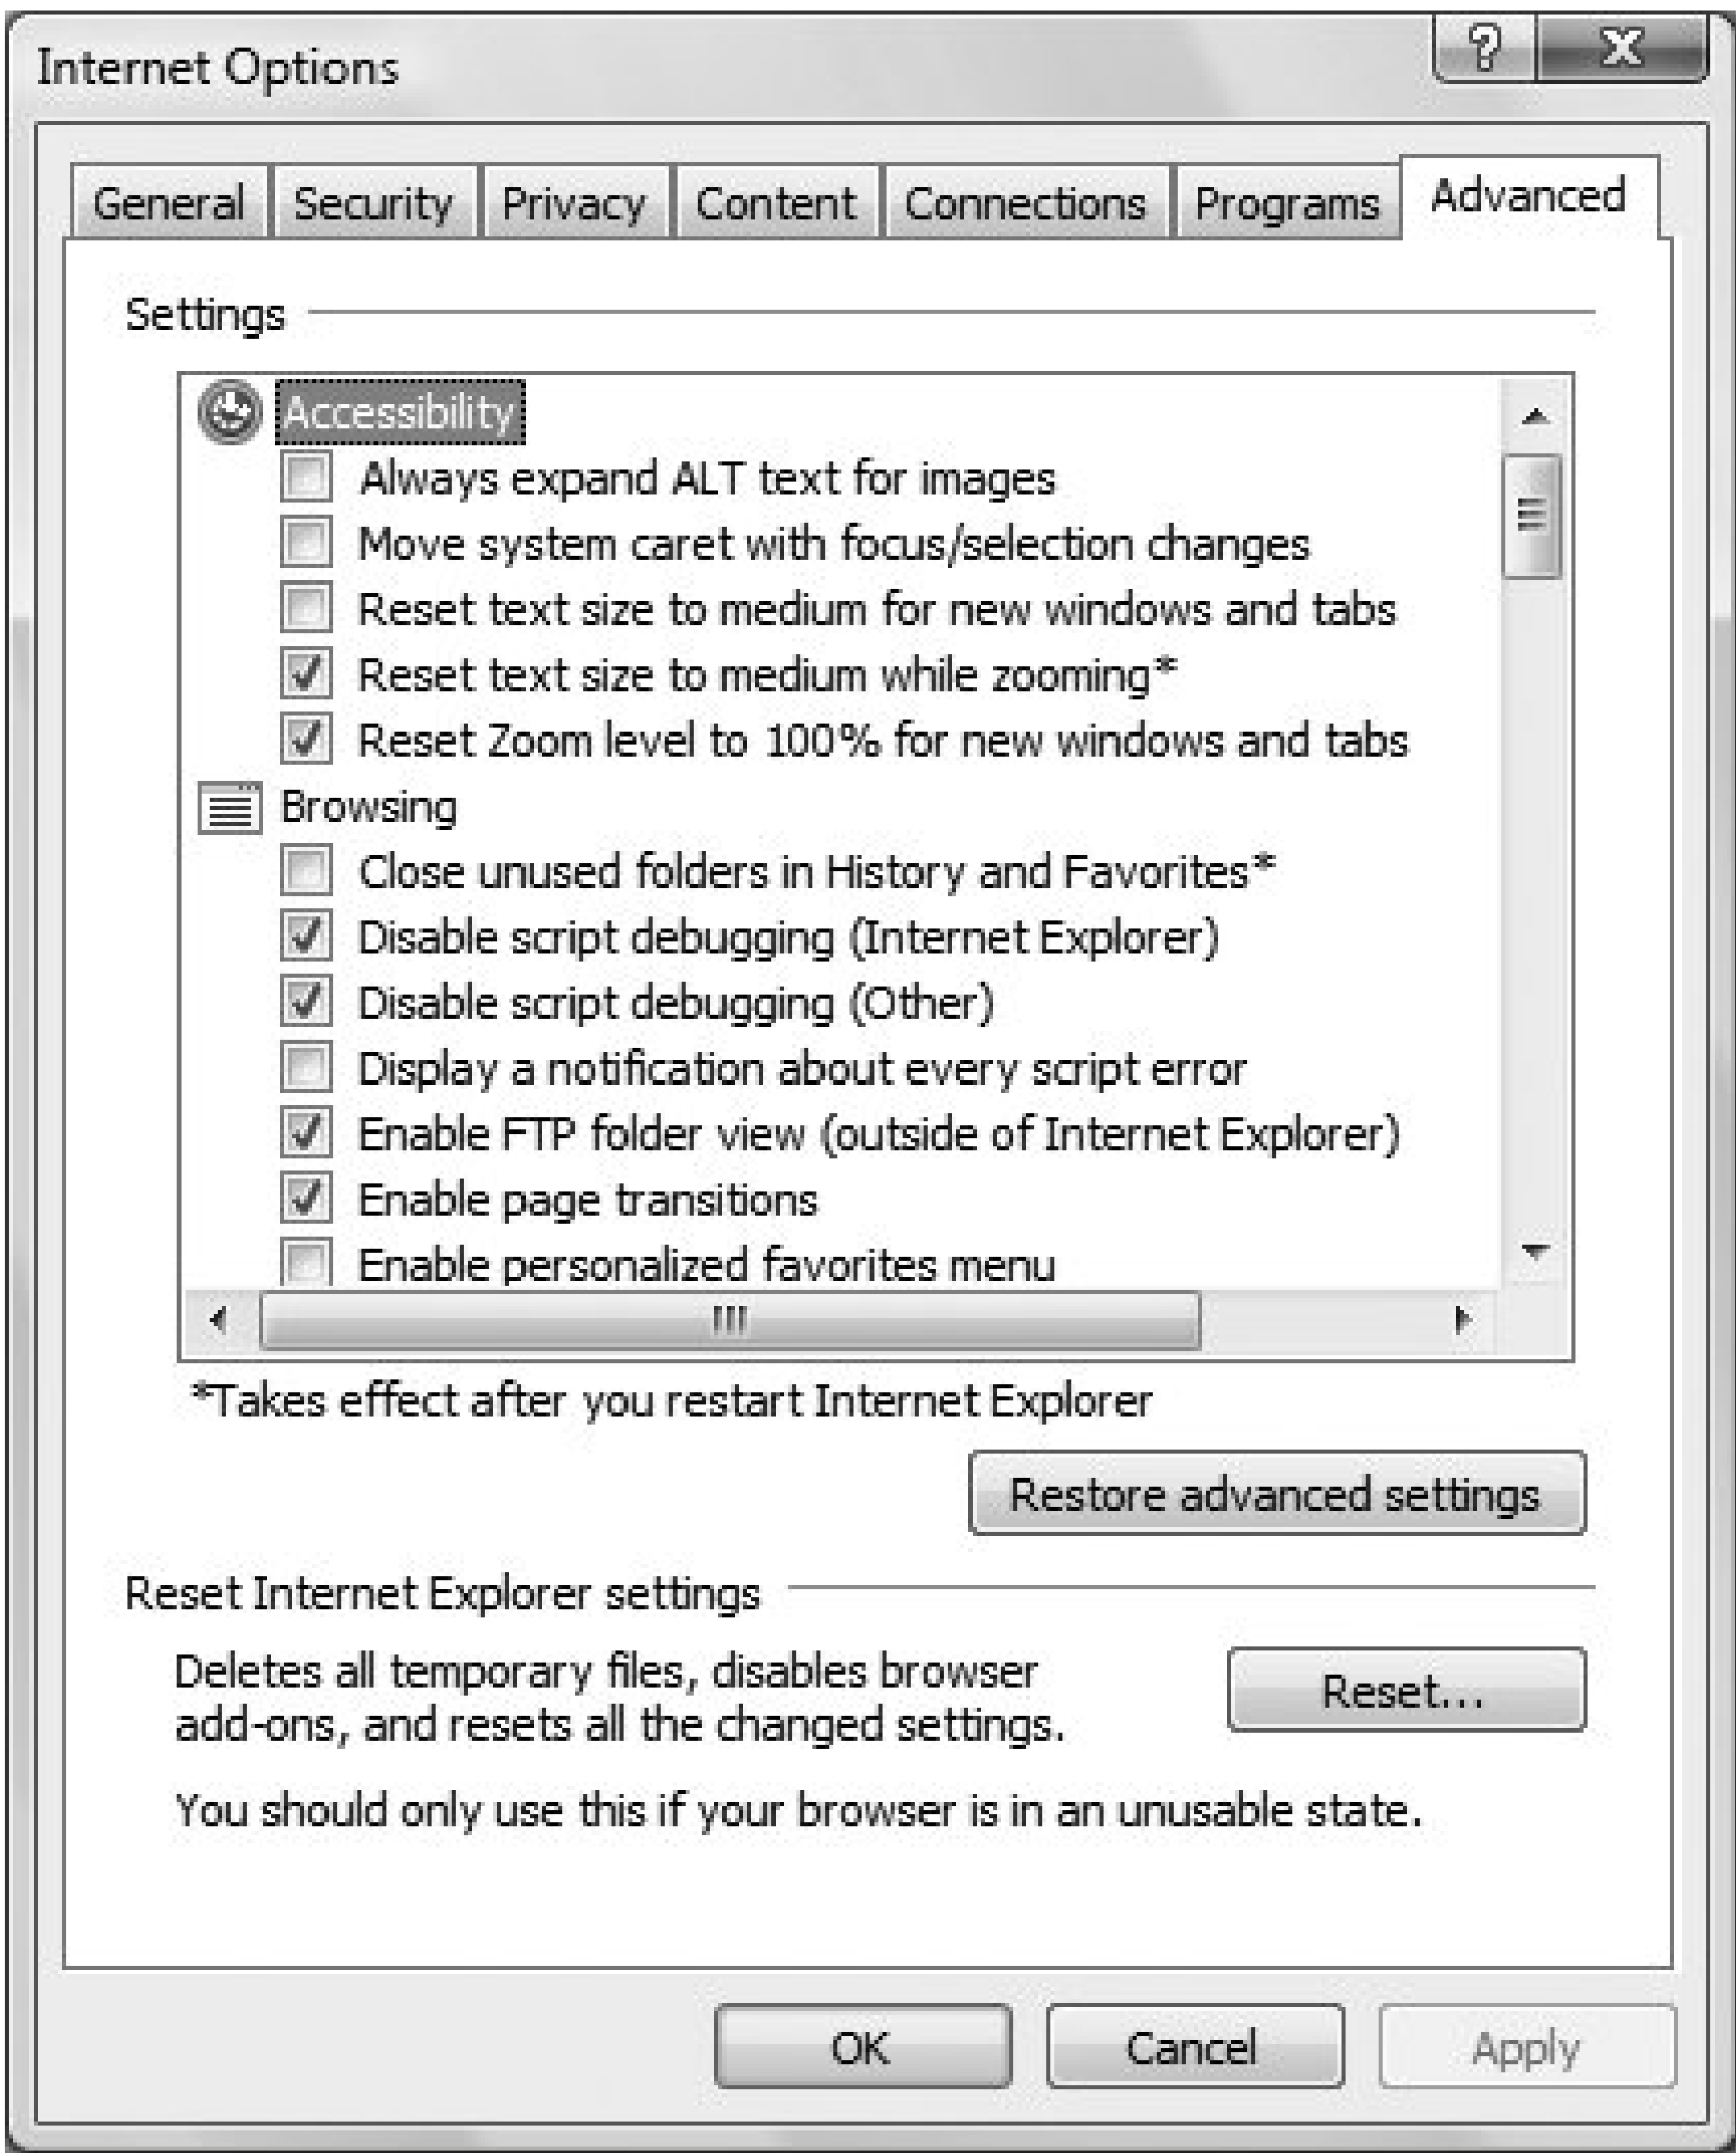 Internet Options
General Security Privacy Content Connections Programs Advanced
Settings
Accessibility
Always expand ALT text for images
Move system caret with focus/selection changes
Reset text size to medium for new windows and tabs
Reset text size to medium while zooming*
Reset Zoom level to 100% for new windows and tabs
Browsing
Close unused folders in History and Favorites*
Disable script debugging (Internet Explorer)
Disable script debugging (Other)
Display a notification about every script error
Enable FTP folder view (outside of Internet Explorer)
Enable page transitions
Enable personalized favorites menu
*Takes effect after you restart Internet Explorer
Restore advanced settings
Reset Internet Explorer settings
Deletes all temporary files, disables browser
add-ons, and resets all the changed settings.
Reset...
You should only use this if your browser is in an unusable state.
OK Cancel Apply